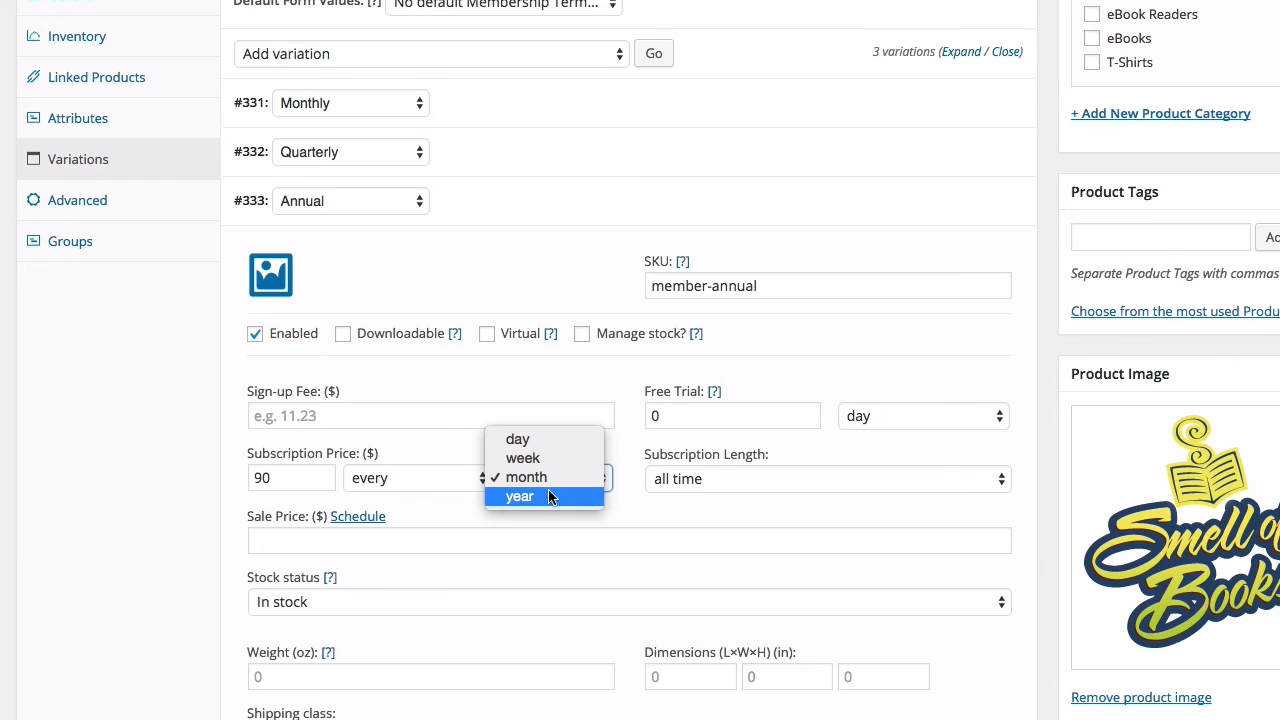 Default Form Values: [?] No default Membership Term...
Inventory
Linked Products
Attributes
Variations
Advanced
Groups
Add variation
Go
3 variations (Expand / Close)
#331: Monthly
#332: Quarterly
#333: Annual
SKU: [?]
member-annual
Enabled
Downloadable [?]
Virtual [?]
Manage stock? [?]
Sign-up Fee: ($)
e.g. 11.23
Free Trial: [?]
0
day
Subscription Price: ($)
90
every
day
week
month
year
Subscription Length:
all time
Sale Price: ($) Schedule
Stock status [?]
In stock
Weight (oz): [?]
0
Dimensions (L×W×H) (in):
0
0
0
Shipping class:
eBook Readers
eBooks
T-Shirts
+ Add New Product Category
Product Tags
Ad
Separate Product Tags with commas
Choose from the most used Produ
Product Image
Smell of
Books
Remove product image